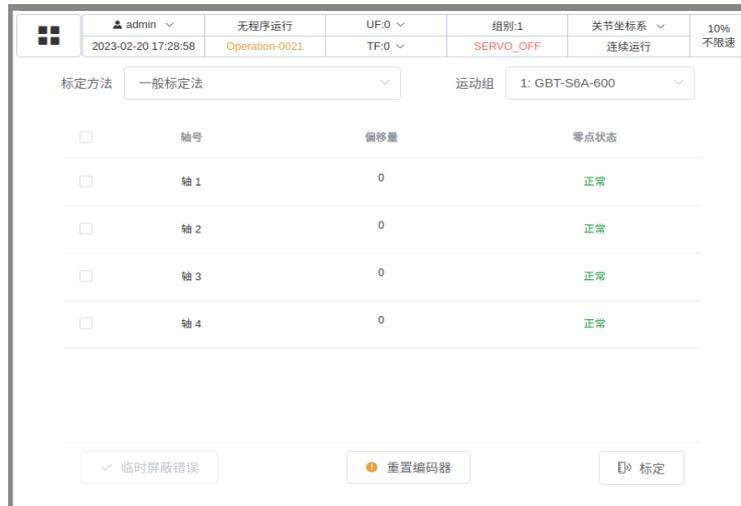 admin 无程序运行 UF:0 组别:1 关节坐标系 10%
2023-02-20 17:28:58 Operation-0021 TF:0 SERVO_OFF 连续运行 不限速
标定方法 一般标定法 运动组 1: GBT-S6A-600
轴号 偏移量 零点状态
轴 1 0 正常
轴 2 0 正常
轴 3 0 正常
轴 4 0 正常
临时屏蔽错误 重置编码器 标定